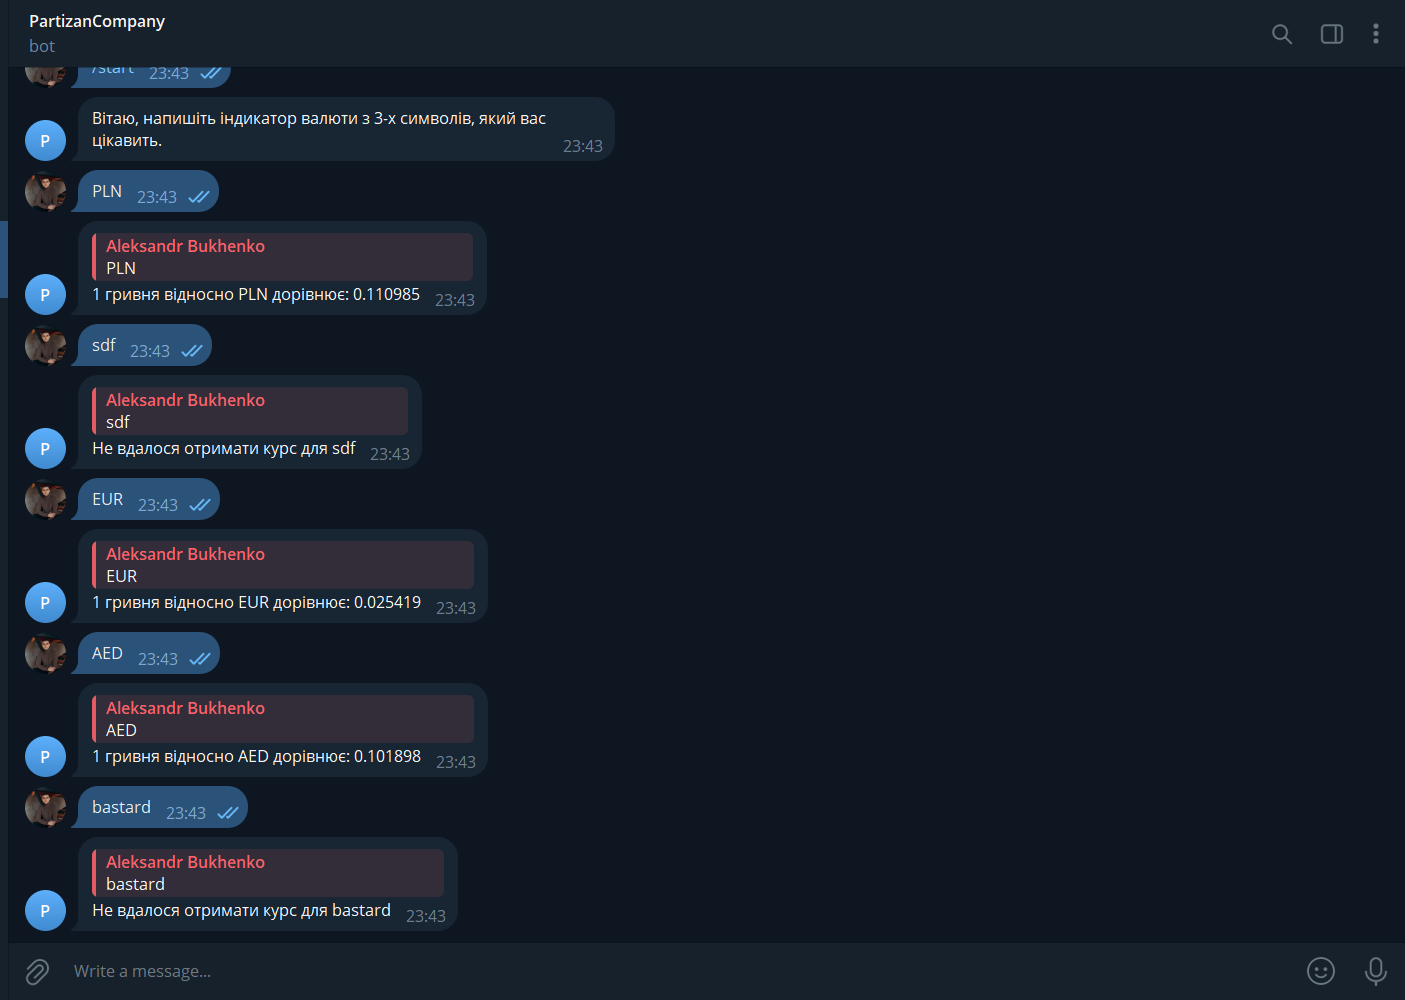 PartizanCompany
bot
/start 23:43
Вітаю, напишіть індикатор валюти з 3-х символів, який вас
цікавить.
23:43
P
PLN 23:43
Aleksandr Bukhenko
PLN
1 гривня відносно PLN дорівнює: 0.110985 23:43
P
sdf 23:43
Aleksandr Bukhenko
sdf
Не вдалося отримати курс для sdf 23:43
P
EUR 23:43
Aleksandr Bukhenko
EUR
1 гривня відносно EUR дорівнює: 0.025419 23:43
P
AED 23:43
Aleksandr Bukhenko
AED
1 гривня відносно AED дорівнює: 0.101898 23:43
P
bastard 23:43
Aleksandr Bukhenko
bastard
Не вдалося отримати курс для bastard 23:43
P
Write a message...